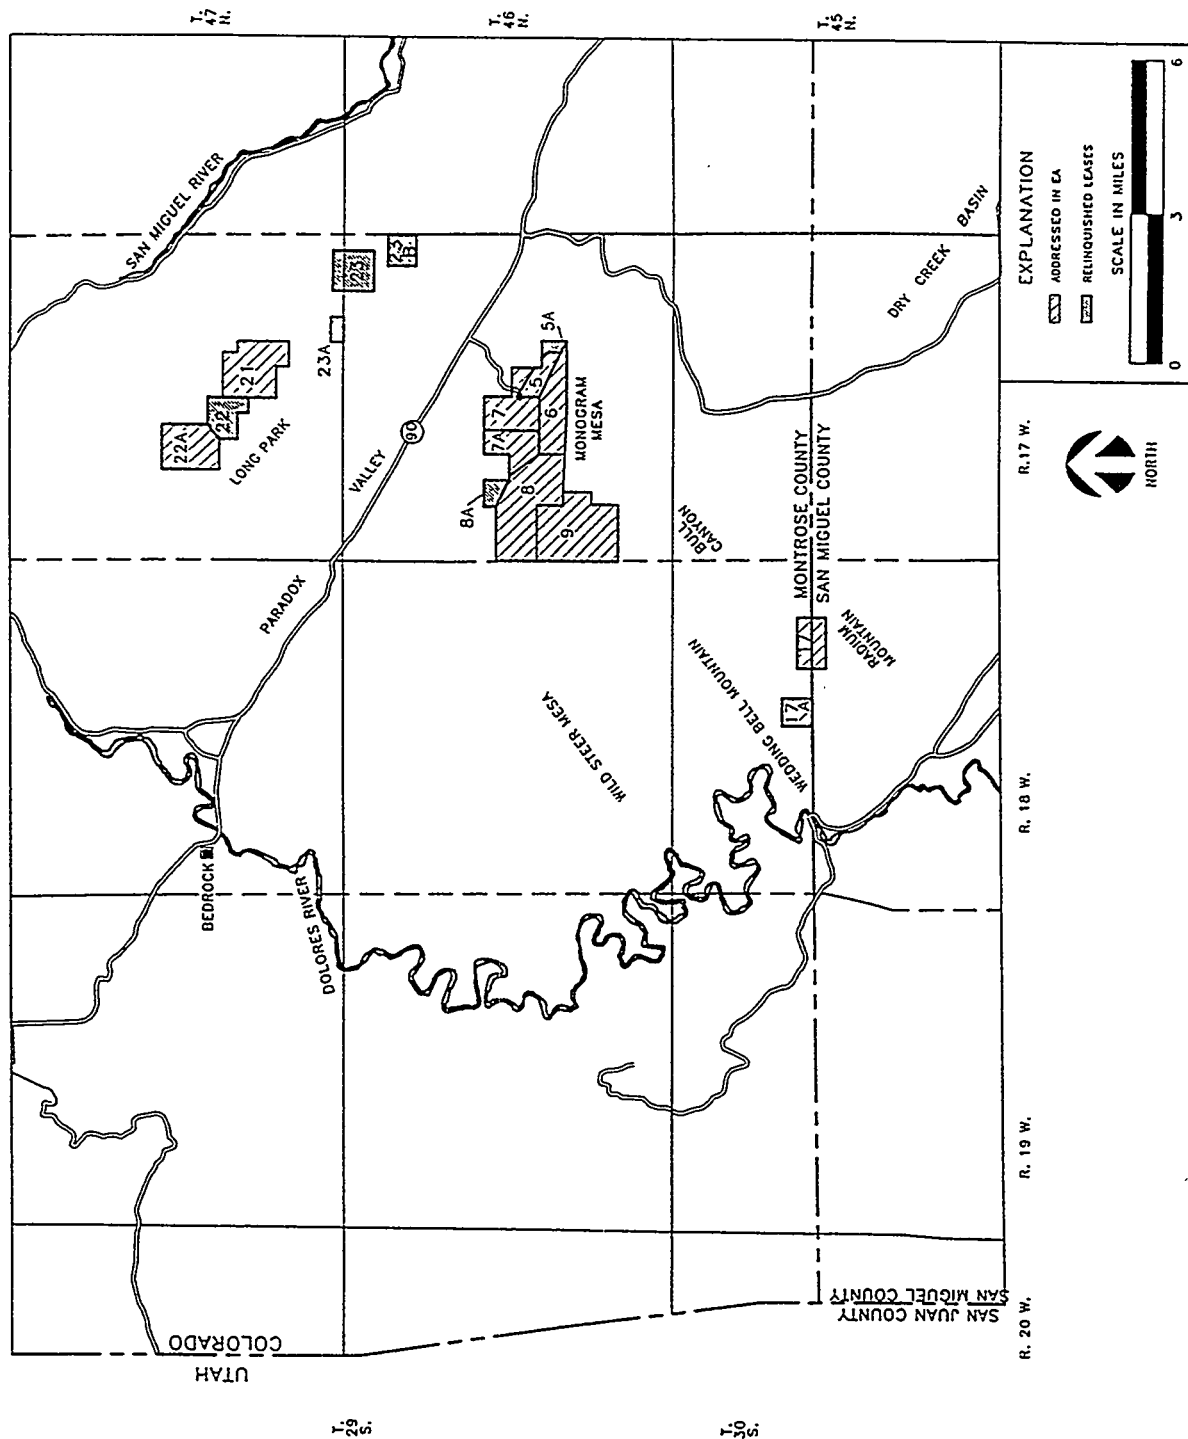 T.
47
N.
T.
46
N.
T.
45
N.
SAN MIGUEL RIVER
23
23
B.
23A
21
22
22A.
LONG PARK
PARADOX
VALLEY
90
5A
5
6
7
7A
8
8A
9
MONOGRAM
MESA
DRY CREEK BASIN
BULL
CANYON
MONTROSE COUNTY
SAN MIGUEL COUNTY
17
17
A
RADIUM
MOUNTAIN
WEDDING BELL MOUNTAIN
WILD STEER MESA
BEDROCK
DOLORES RIVER
UTAH
COLORADO
SAN JUAN COUNTY
SAN MIGUEL COUNTY
T.
29
S.
T.
30
S.
R. 20 W.
R. 19 W.
R. 18 W.
R.17 W.
NORTH
EXPLANATION
ADDRESSED IN EA
RELINQUISHED LEASES
SCALE IN MILES
0
3
6